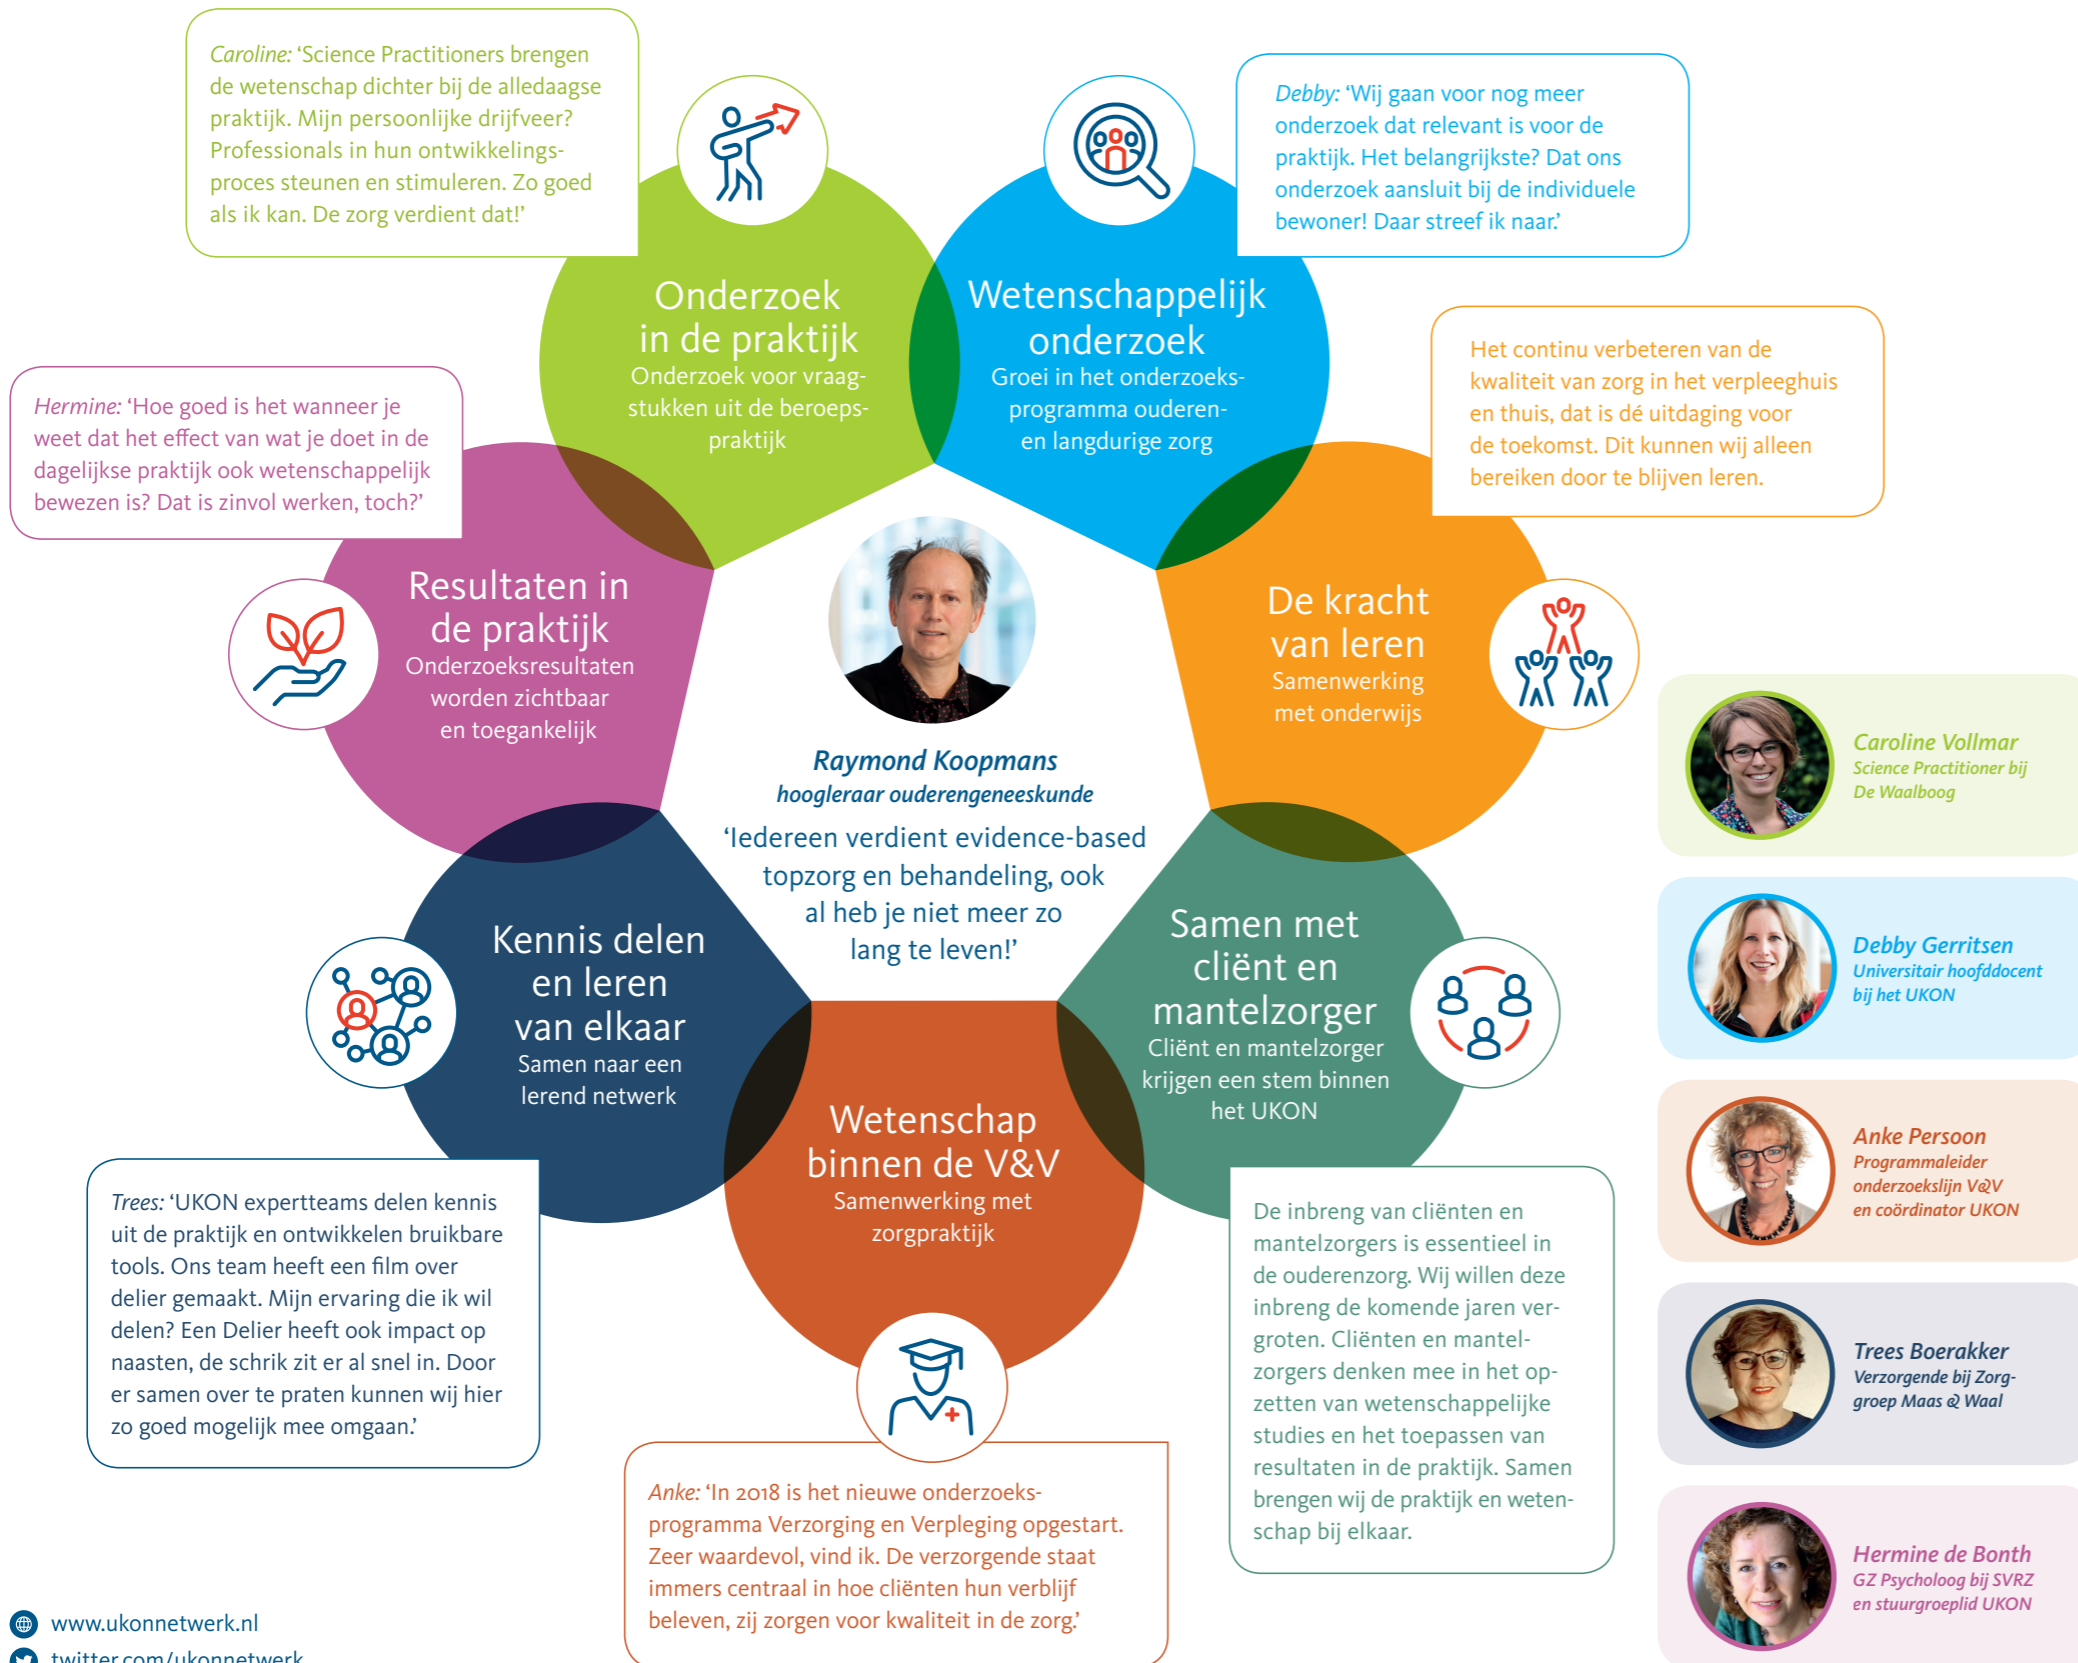 Caroline: ‘Science Practitioners brengen
de wetenschap dichter bij de alledaagse
praktijk. Mijn persoonlijke drijfveer?
Professionals in hun ontwikkelings-
proces steunen en stimuleren. Zo goed
als ik kan. De zorg verdient dat!’
Debby: ‘Wij gaan voor nog meer
onderzoek dat relevant is voor de
praktijk. Het belangrijkste? Dat ons
onderzoek aansluit bij de individuele
bewoner! Daar streef ik naar.’
Onderzoek
in de praktijk
Onderzoek voor vraag-
stukken uit de beroeps-
praktijk
Wetenschappelijk
onderzoek
Groei in het onderzoeks-
programma ouderen-
en langdurige zorg
Het continu verbeteren van de
kwaliteit van zorg in het verpleeghuis
en thuis, dat is dé uitdaging voor
de toekomst. Dit kunnen wij alleen
bereiken door te blijven leren.
Hermine: ‘Hoe goed is het wanneer je
weet dat het effect van wat je doet in de
dagelijkse praktijk ook wetenschappelijk
bewezen is? Dat is zinvol werken, toch?’
Resultaten in
de praktijk
Onderzoeksresultaten
worden zichtbaar
en toegankelijk
De kracht
van leren
Samenwerking
met onderwijs
Raymond Koopmans
hoogleraar ouderengeneeskunde
‘Iedereen verdient evidence-based
topzorg en behandeling, ook
al heb je niet meer zo
lang te leven!’
Kennis delen
en leren
van elkaar
Samen naar een
lerend netwerk
Samen met
cliënt en
mantelzorger
Cliënt en mantelzorger
krijgen een stem binnen
het UKON
Wetenschap
binnen de V&V
Samenwerking met
zorgpraktijk
Trees: ‘UKON expertteams delen kennis
uit de praktijk en ontwikkelen bruikbare
tools. Ons team heeft een film over
delier gemaakt. Mijn ervaring die ik wil
delen? Een Delier heeft ook impact op
naasten, de schrik zit er al snel in. Door
er samen over te praten kunnen wij hier
zo goed mogelijk mee omgaan.’
De inbreng van cliënten en
mantelzorgers is essentieel in
de ouderenzorg. Wij willen deze
inbreng de komende jaren ver-
groten. Cliënten en mantel-
zorgers denken mee in het op-
zetten van wetenschappelijke
studies en het toepassen van
resultaten in de praktijk. Samen
brengen wij de praktijk en weten-
schap bij elkaar.
Anke: ‘In 2018 is het nieuwe onderzoeks-
programma Verzorging en Verpleging opgestart.
Zeer waardevol, vind ik. De verzorgende staat
immers centraal in hoe cliënten hun verblijf
beleven, zij zorgen voor kwaliteit in de zorg.’
Caroline Vollmar
Science Practitioner bij
De Waalboog
Debby Gerritsen
Universitair hoofddocent
bij het UKON
Anke Persoon
Programmaleider
onderzoekslijn V&V
en coördinator UKON
Trees Boerakker
Verzorgende bij Zorg-
groep Maas & Waal
Hermine de Bonth
GZ Psycholoog bij SVRZ
en stuurgroeplid UKON
www.ukonnetwerk.nl
twitter.com/ukonnetwerk